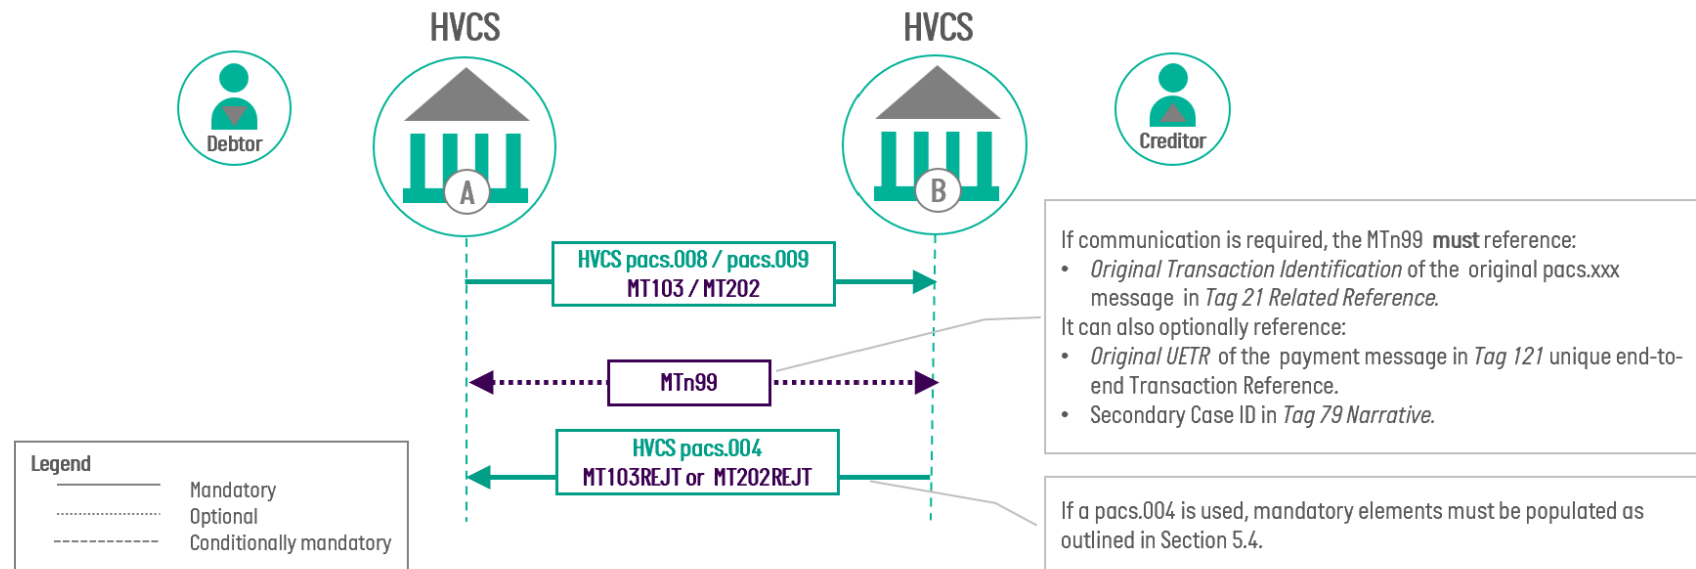 HVCS
HVCS
Debtor
Creditor
A
B
HVCS pacs.008 / pacs.009
MT103 / MT202
If communication is required, the MTn99 must reference:
• Original Transaction Identification of the original pacs.xxx
message in Tag 21 Related Reference.
It can also optionally reference:
• Original UETR of the payment message in Tag 121 unique end-to-
end Transaction Reference.
• Secondary Case ID in Tag 79 Narrative.
MTn99
HVCS pacs.004
MT103REJT or MT202REJT
Legend
Mandatory
Optional
Conditionally mandatory
If a pacs.004 is used, mandatory elements must be populated as
outlined in Section 5.4.